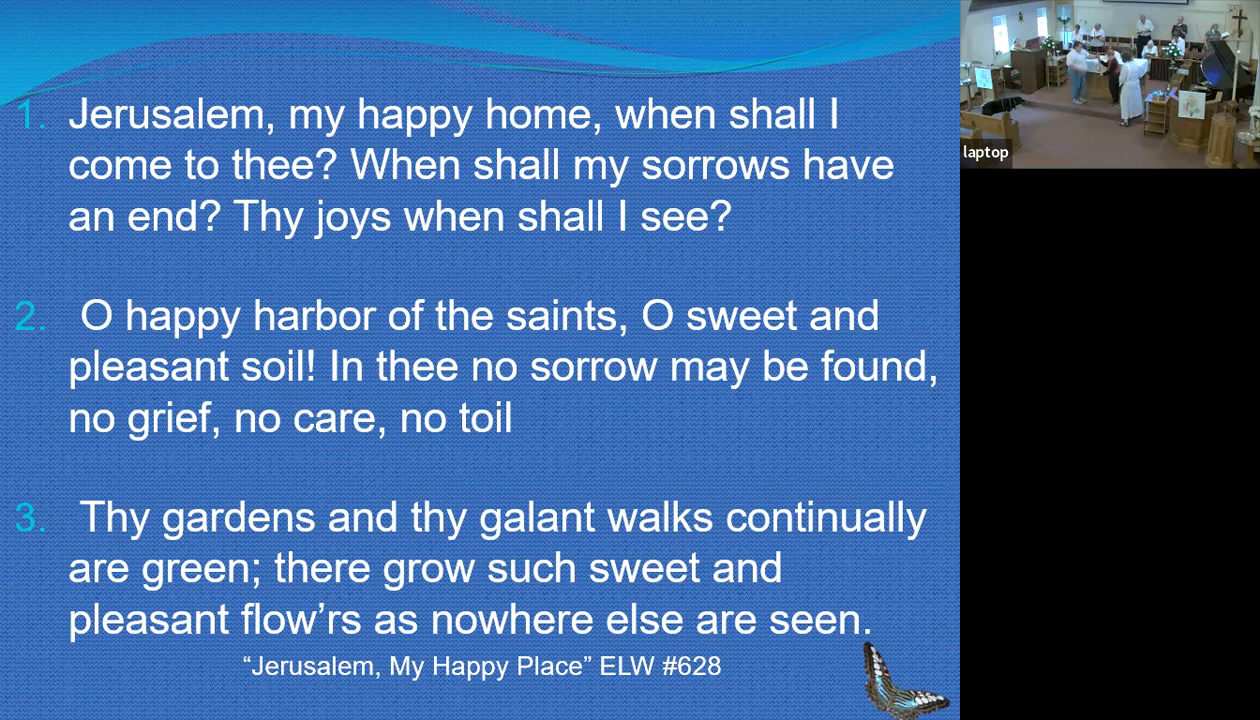 1. Jerusalem, my happy home, when shall I
come to thee? When shall my sorrows have
an end? Thy joys when shall I see?
2. O happy harbor of the saints, O sweet and
pleasant soil! In thee no sorrow may be found,
no grief, no care, no toil
3. Thy gardens and thy galant walks continually
are green; there grow such sweet and
pleasant flow’rs as nowhere else are seen.
“Jerusalem, My Happy Place” ELW #628
laptop